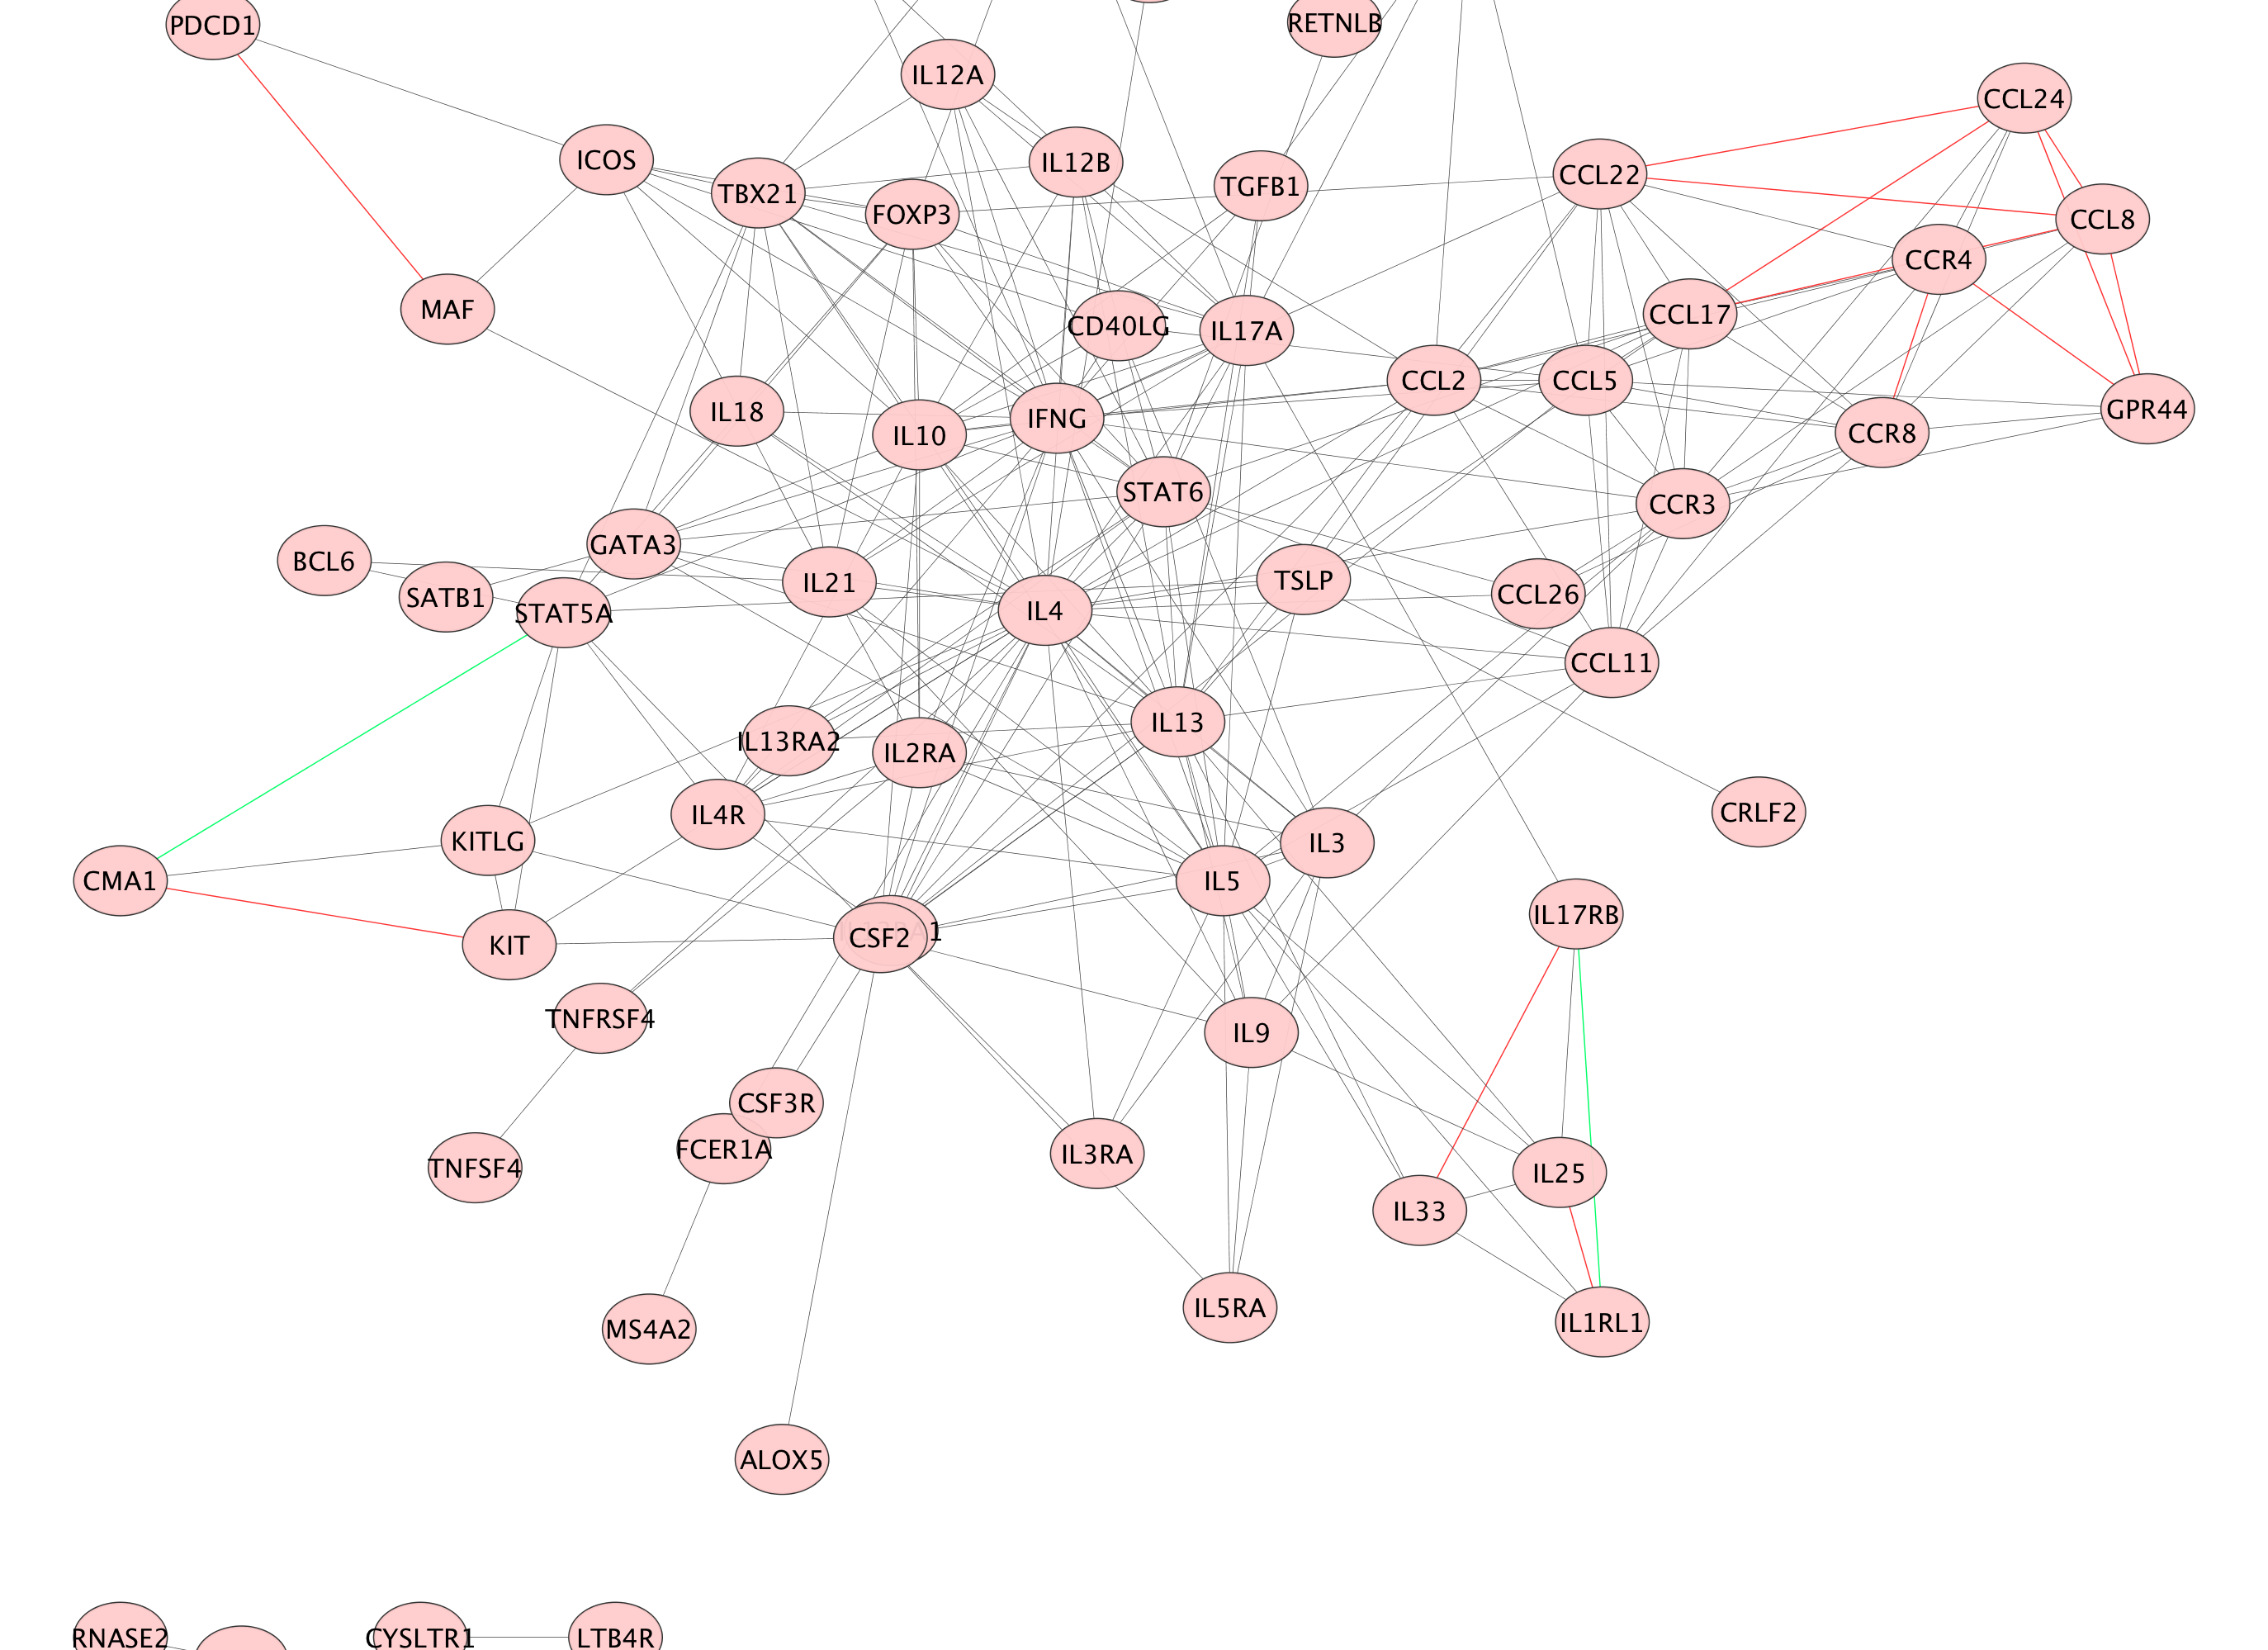 PDCD1
RETNLB
IL12A
CCL24
ICOS
IL12B
TBX21
FOXP3
TGFB1
CCL22
CCL8
CCR4
MAF
CD40LG
IL17A
CCL17
IL18
IL10
IFNG
CCL2
CCL5
CCR8
GPR44
STAT6
CCR3
BCL6
SATB1
GATA3
STAT5A
IL21
IL4
TSLP
CCL26
CCL11
IL13RA2
IL2RA
IL13
IL4R
KITLG
IL3
CRLF2
CMA1
IL5
KIT
CSF2
IL17RB
TNFRSF4
IL9
CSF3R
FCER1A
TNFSF4
IL3RA
IL33
IL25
MS4A2
IL5RA
IL1RL1
ALOX5
RNASE2
CYSLTR1
LTB4R